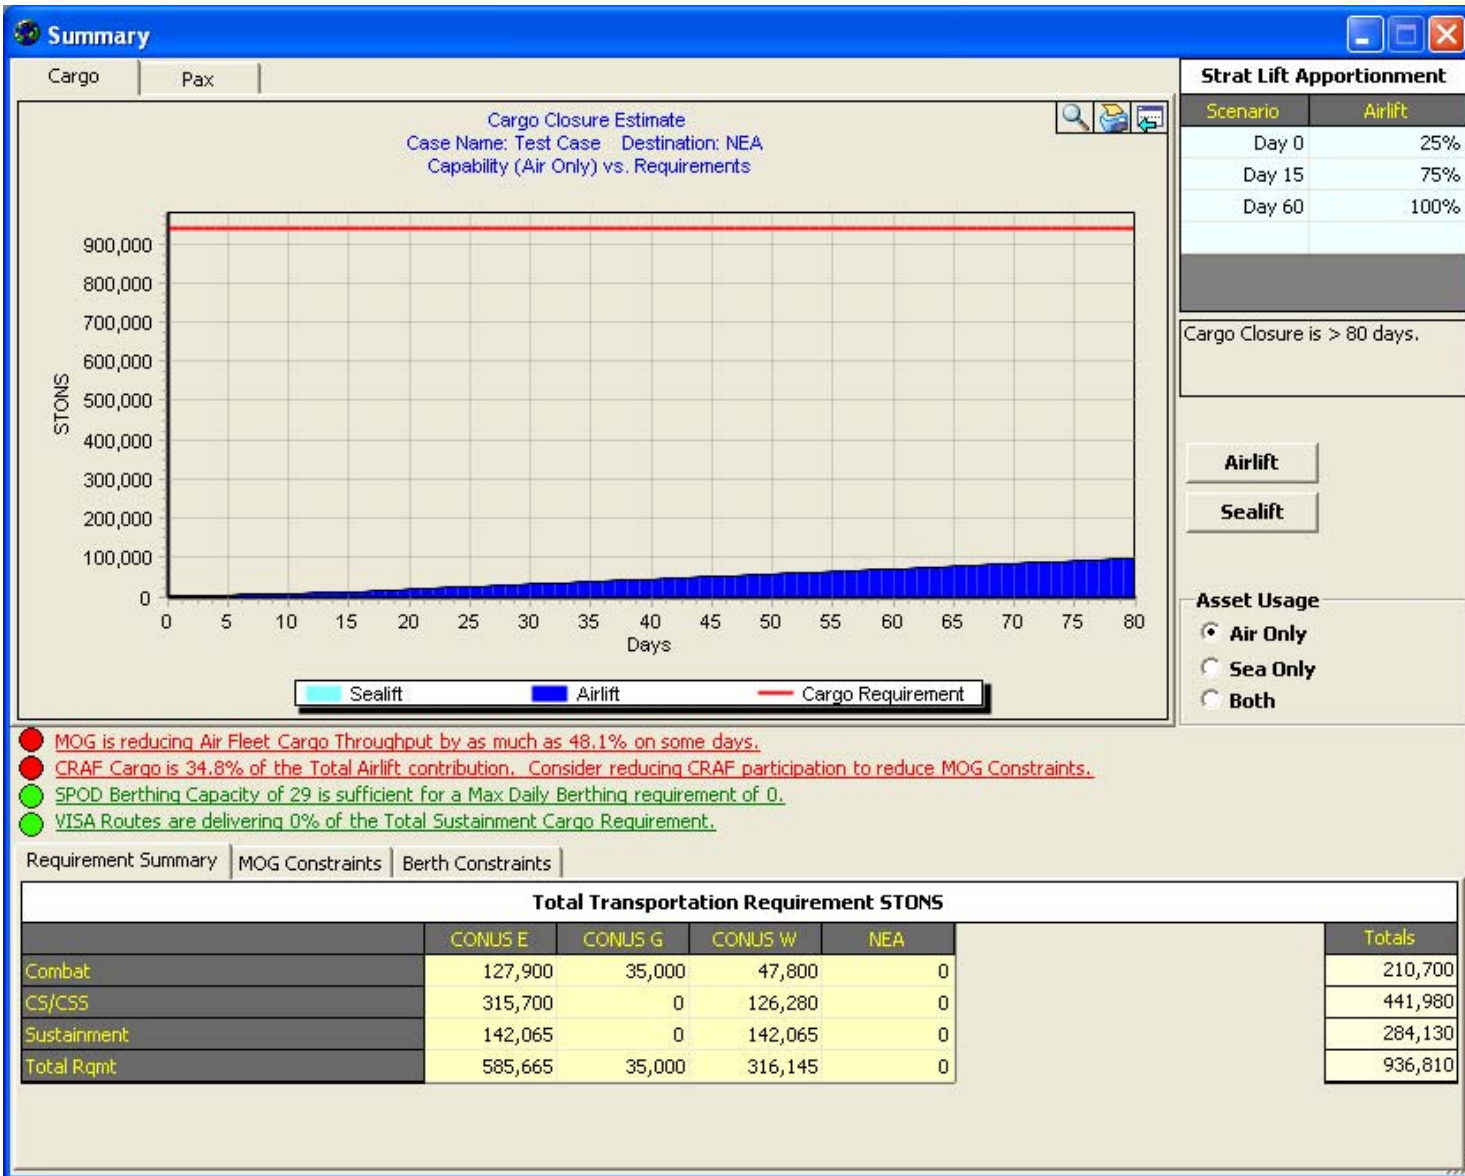 Summary
Cargo Pax
Cargo Closure Estimate
Case Name: Test Case Destination: NEA
Capability (Air Only) vs. Requirements
STONS
900,000
800,000
700,000
600,000
500,000
400,000
300,000
200,000
100,000
0
0 5 10 15 20 25 30 35 40 45 50 55 60 65 70 75 80
Days
Sealift Airlift Cargo Requirement
Strat Lift Apportionment
Scenario Airlift
Day 0 25%
Day 15 75%
Day 60 100%
Cargo Closure is > 80 days.
Airlift
Sealift
Asset Usage
Air Only
Sea Only
Both
MOG is reducing Air Fleet Cargo Throughput by as much as 48.1% on some days.
CRAF Cargo is 34.8% of the Total Airlift contribution. Consider reducing CRAF participation to reduce MOG Constraints.
SPOD Berthing Capacity of 29 is sufficient for a Max Daily Berthing requirement of 0.
VISA Routes are delivering 0% of the Total Sustainment Cargo Requirement.
Requirement Summary MOG Constraints Berth Constraints
Total Transportation Requirement STONS
CONUS E CONUS G CONUS W NEA Totals
Combat 127,900 35,000 47,800 0 210,700
CS/CSS 315,700 0 126,280 0 441,980
Sustainment 142,065 0 142,065 0 284,130
Total Rqmt 585,665 35,000 316,145 0 936,810